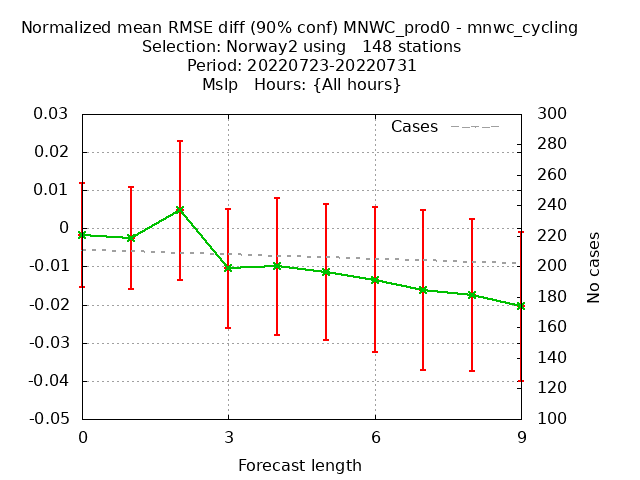 Normalized mean RMSE diff (90% conf) MNWC_prod0 - mnwc_cycling
Selection: Norway2 using   148 stations
Period: 20220723-20220731
Mslp   Hours: {All hours}
Cases
0.03
0.02
0.01
0
-0.01
-0.02
-0.03
-0.04
-0.05
300
280
260
240
220
200
180
160
140
120
100
No cases
0 3 6 9
Forecast length